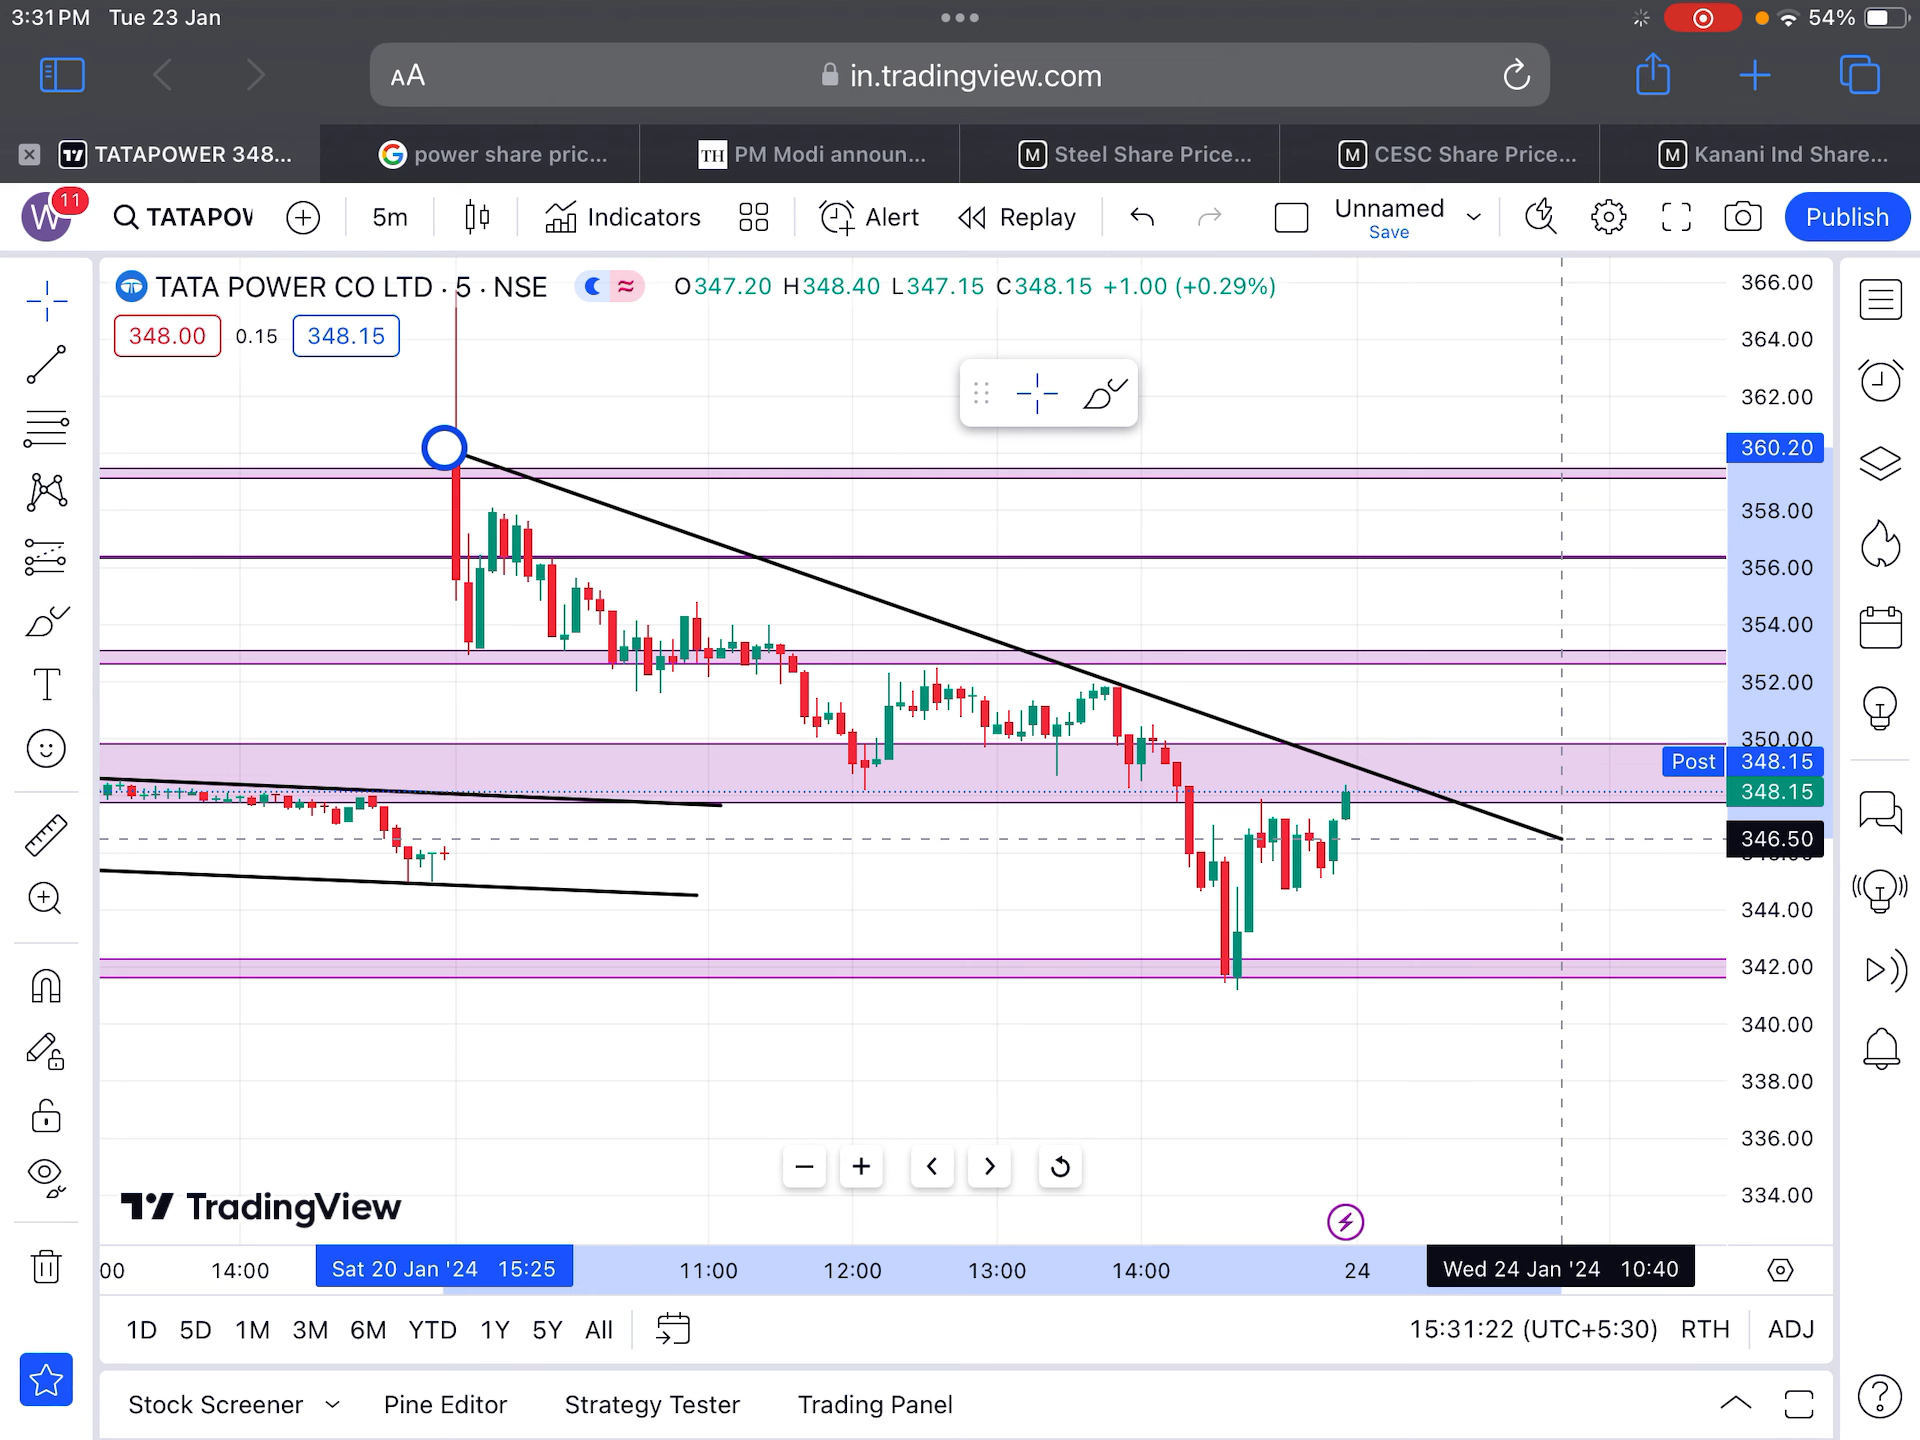 3:31PM Tue 23 Jan
54%
AA
in.tradingview.com
TATAPOWER 348...
power share pric...
TH PM Modi announ...
M Steel Share Price...
M CESC Share Price...
M Kanani Ind Share...
W 11
TATAPOW
5m
Indicators
Alert
Replay
Unnamed
Save
Publish
TATA POWER CO LTD · 5 · NSE
O347.20 H348.40 L347.15 C348.15 +1.00 (+0.29%)
348.00 0.15 348.15
366.00
364.00
362.00
360.20
358.00
356.00
354.00
352.00
350.00
Post 348.15
348.15
346.50
344.00
342.00
340.00
338.00
336.00
334.00
TradingView
00
14:00
Sat 20 Jan '24 15:25
11:00
12:00
13:00
14:00
24
Wed 24 Jan '24 10:40
1D 5D 1M 3M 6M YTD 1Y 5Y All
15:31:22 (UTC+5:30) RTH ADJ
Stock Screener
Pine Editor
Strategy Tester
Trading Panel